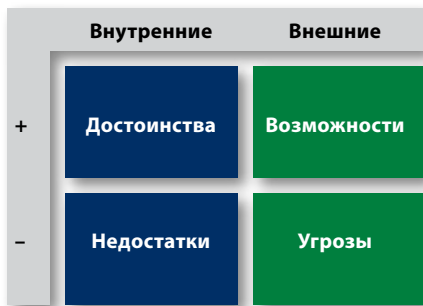 Внутренние Внешние
+ Достоинства Возможности
– Недостатки Угрозы